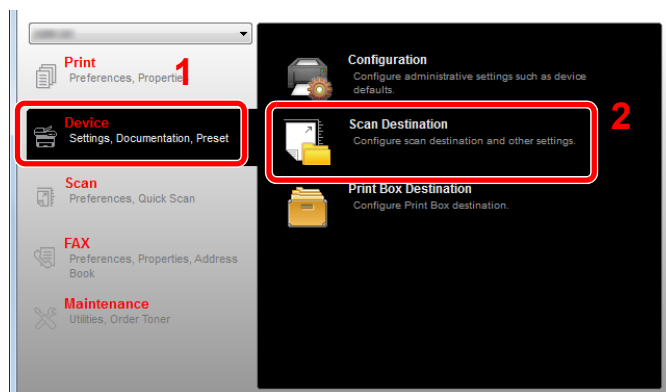 Print
Preferences, Properties
1
Device
Settings, Documentation, Preset
Scan
Preferences, Quick Scan
FAX
Preferences, Properties, Address
Book
Maintenance
Utilities, Order Toner
Configuration
Configure administrative settings such as device
defaults.
Scan Destination
Configure scan destination and other settings.
2
Print Box Destination
Configure Print Box destination.